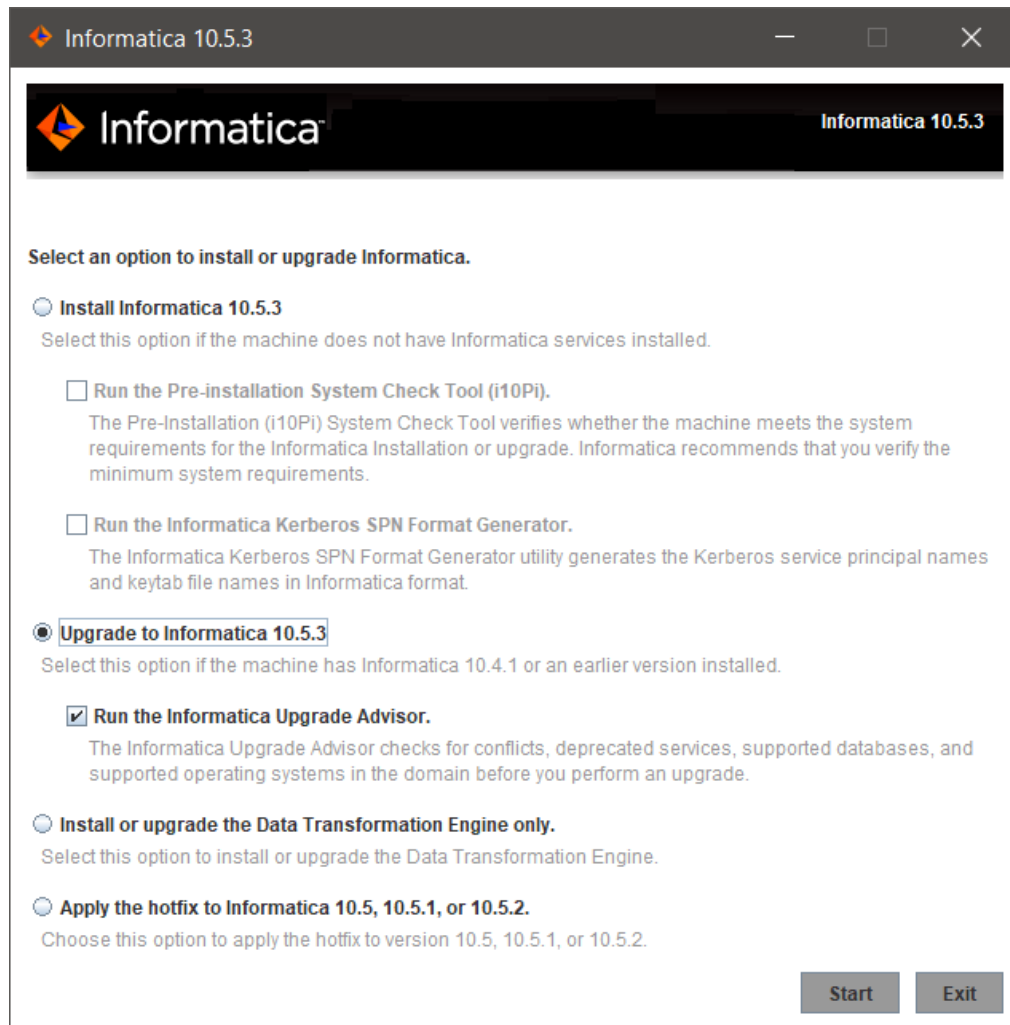 Informatica 10.5.3
Informatica™
Informatica 10.5.3
Select an option to install or upgrade Informatica.
Install Informatica 10.5.3
Select this option if the machine does not have Informatica services installed.
Run the Pre-installation System Check Tool (i10Pi).
The Pre-Installation (i10Pi) System Check Tool verifies whether the machine meets the system
requirements for the Informatica Installation or upgrade. Informatica recommends that you verify the
minimum system requirements.
Run the Informatica Kerberos SPN Format Generator.
The Informatica Kerberos SPN Format Generator utility generates the Kerberos service principal names
and keytab file names in Informatica format.
Upgrade to Informatica 10.5.3
Select this option if the machine has Informatica 10.4.1 or an earlier version installed.
Run the Informatica Upgrade Advisor.
The Informatica Upgrade Advisor checks for conflicts, deprecated services, supported databases, and
supported operating systems in the domain before you perform an upgrade.
Install or upgrade the Data Transformation Engine only.
Select this option to install or upgrade the Data Transformation Engine.
Apply the hotfix to Informatica 10.5, 10.5.1, or 10.5.2.
Choose this option to apply the hotfix to version 10.5, 10.5.1, or 10.5.2.
Start
Exit